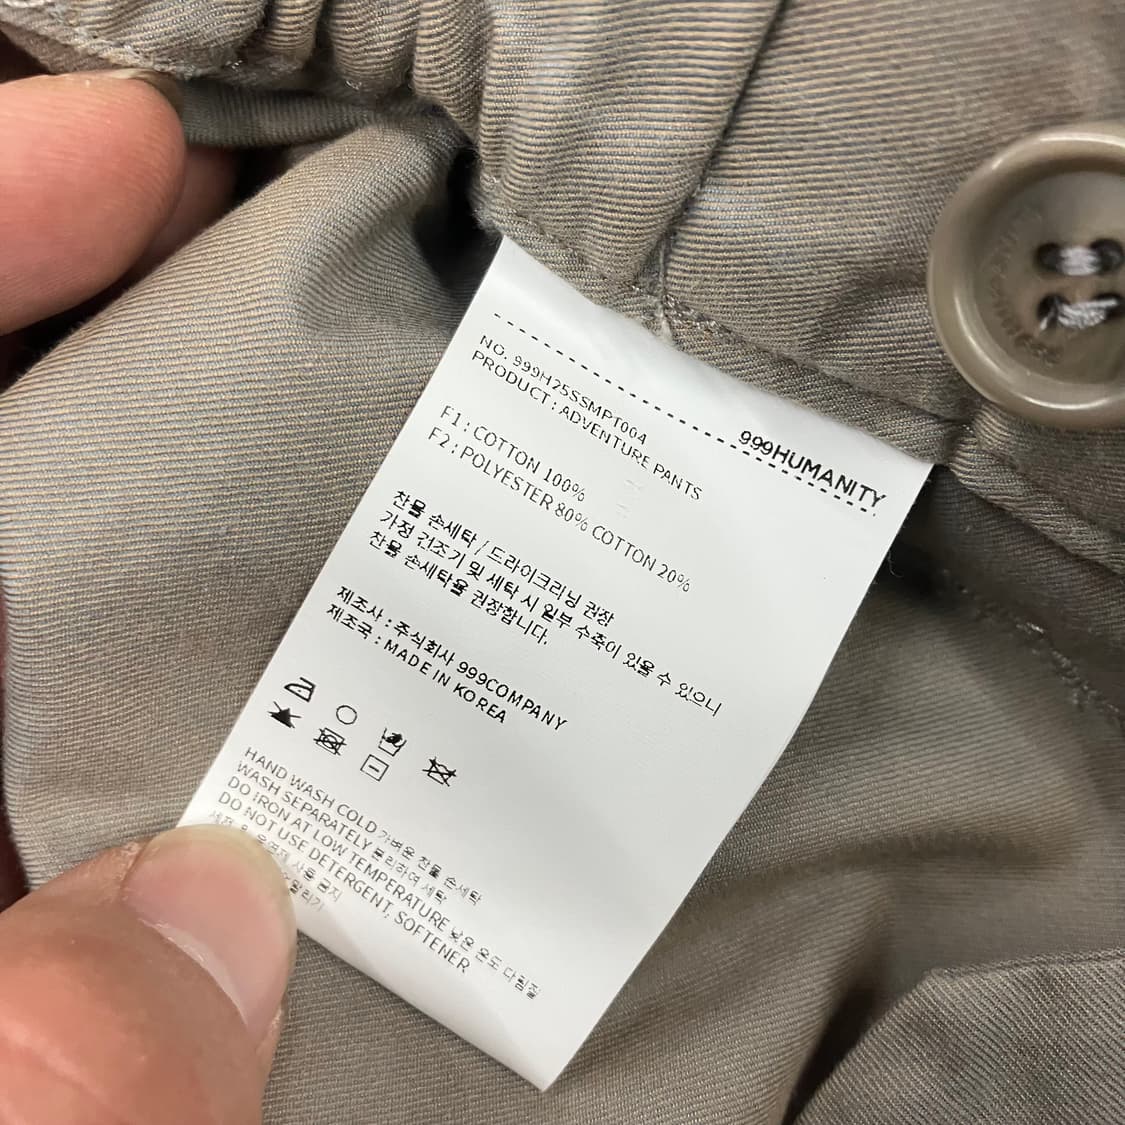 999HUMANITY
NO. 999H25SSMPT004
PRODUCT : ADVENTURE PANTS
F1 : COTTON 100%
F2 : POLYESTER 80% COTTON 20%
찬물 손세탁 / 드라이크리닝 권장
가정 건조기 및 세탁 시 일부 수축이 있을 수 있으니
찬물 손세탁을 권장합니다.
제조사 : 주식회사 999COMPANY
제조국 : MADE IN KOREA
HAND WASH COLD 가벼운 찬물 손세탁
WASH SEPARATELY 분리하여 세탁
DO IRON AT LOW TEMPERATURE 낮은 온도 다림질
DO NOT USE DETERGENT, SOFTENER
사용 금지